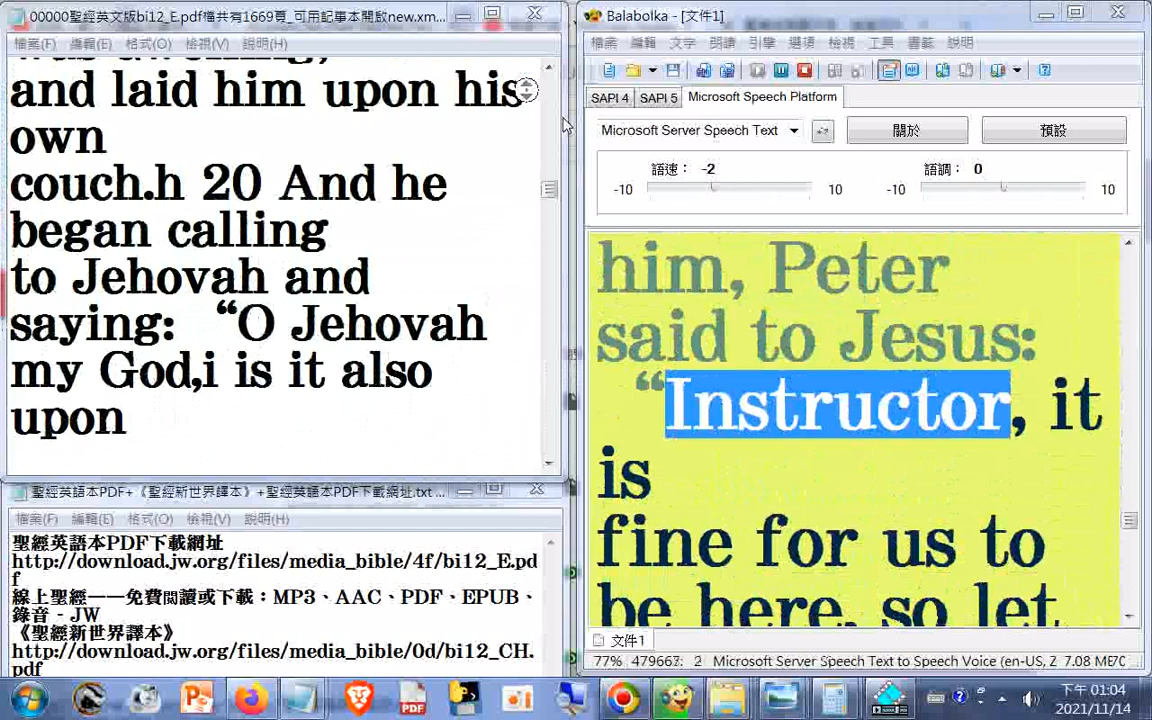 00000聖經英文版bi12_E.pdf檔共有1669頁_可用記事本開啟new.xm...
檔案(F) 編輯(E) 格式(O) 檢視(V) 說明(H)
and laid him upon his
own
couch.h 20 And he
began calling
to Jehovah and
saying: “O Jehovah
my God,i is it also
upon
聖經英語本PDF+《聖經新世界譯本》+聖經英語本PDF下載網址.txt ...
檔案(F) 編輯(E) 格式(O) 檢視(V) 說明(H)
聖經英語本PDF下載網址
http://download.jw.org/files/media_bible/4f/bi12_E.pd
f
線上聖經——免費閱讀或下載：MP3、AAC、PDF、EPUB、
錄音 - JW
《聖經新世界譯本》
http://download.jw.org/files/media_bible/0d/bi12_CH.
pdf
Balabolka - [文件1]
檔案 編輯 文字 朗讀 引擎 選項 檢視 工具 書籤 說明
SAPI 4 SAPI 5 Microsoft Speech Platform
Microsoft Server Speech Text 關於 預設
語速： -2 語調： 0
-10 10 -10 10
him, Peter
said to Jesus:
“Instructor, it
is
fine for us to
be here, so let
文件1
77% 479667: 2 Microsoft Server Speech Text to Speech Voice (en-US, Z 7.08 ME
PDF
下午 01:04
2021/11/14